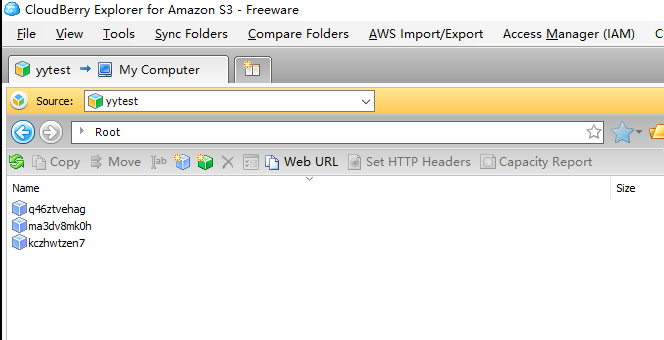 CloudBerry Explorer for Amazon S3 - Freeware
File View Tools Sync Folders Compare Folders AWS Import/Export Access Manager (IAM) C
yytest My Computer
Source: yytest
Root
Copy Move ab Web URL Set HTTP Headers Capacity Report
Name Size
q46ztvehag
ma3dv8mk0h
kczhwtzen7